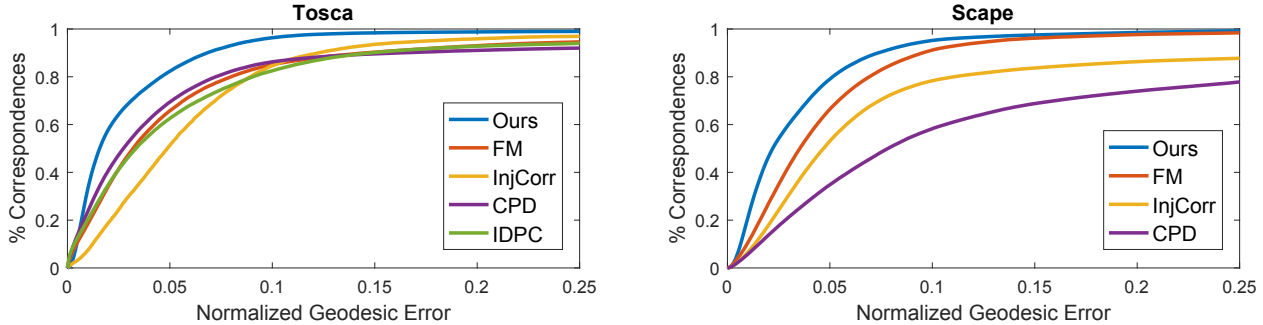 Tosca
% Correspondences
1
0.8
0.6
0.4
0.2
0
0 0.05 0.1 0.15 0.2 0.25
Normalized Geodesic Error
Ours
FM
InjCorr
CPD
IDPC
Scape
% Correspondences
1
0.8
0.6
0.4
0.2
0
0 0.05 0.1 0.15 0.2 0.25
Normalized Geodesic Error
Ours
FM
InjCorr
CPD